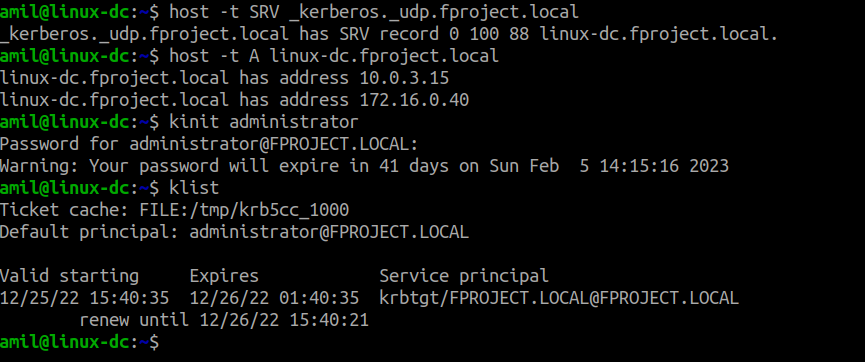 amil@linux-dc:~$ host -t SRV _kerberos._udp.fproject.local
_kerberos._udp.fproject.local has SRV record 0 100 88 linux-dc.fproject.local.
amil@linux-dc:~$ host -t A linux-dc.fproject.local
linux-dc.fproject.local has address 10.0.3.15
linux-dc.fproject.local has address 172.16.0.40
amil@linux-dc:~$ kinit administrator
Password for administrator@FPROJECT.LOCAL:
Warning: Your password will expire in 41 days on Sun Feb  5 14:15:16 2023
amil@linux-dc:~$ klist
Ticket cache: FILE:/tmp/krb5cc_1000
Default principal: administrator@FPROJECT.LOCAL

Valid starting     Expires            Service principal
12/25/22 15:40:35  12/26/22 01:40:35  krbtgt/FPROJECT.LOCAL@FPROJECT.LOCAL
        renew until 12/26/22 15:40:21
amil@linux-dc:~$